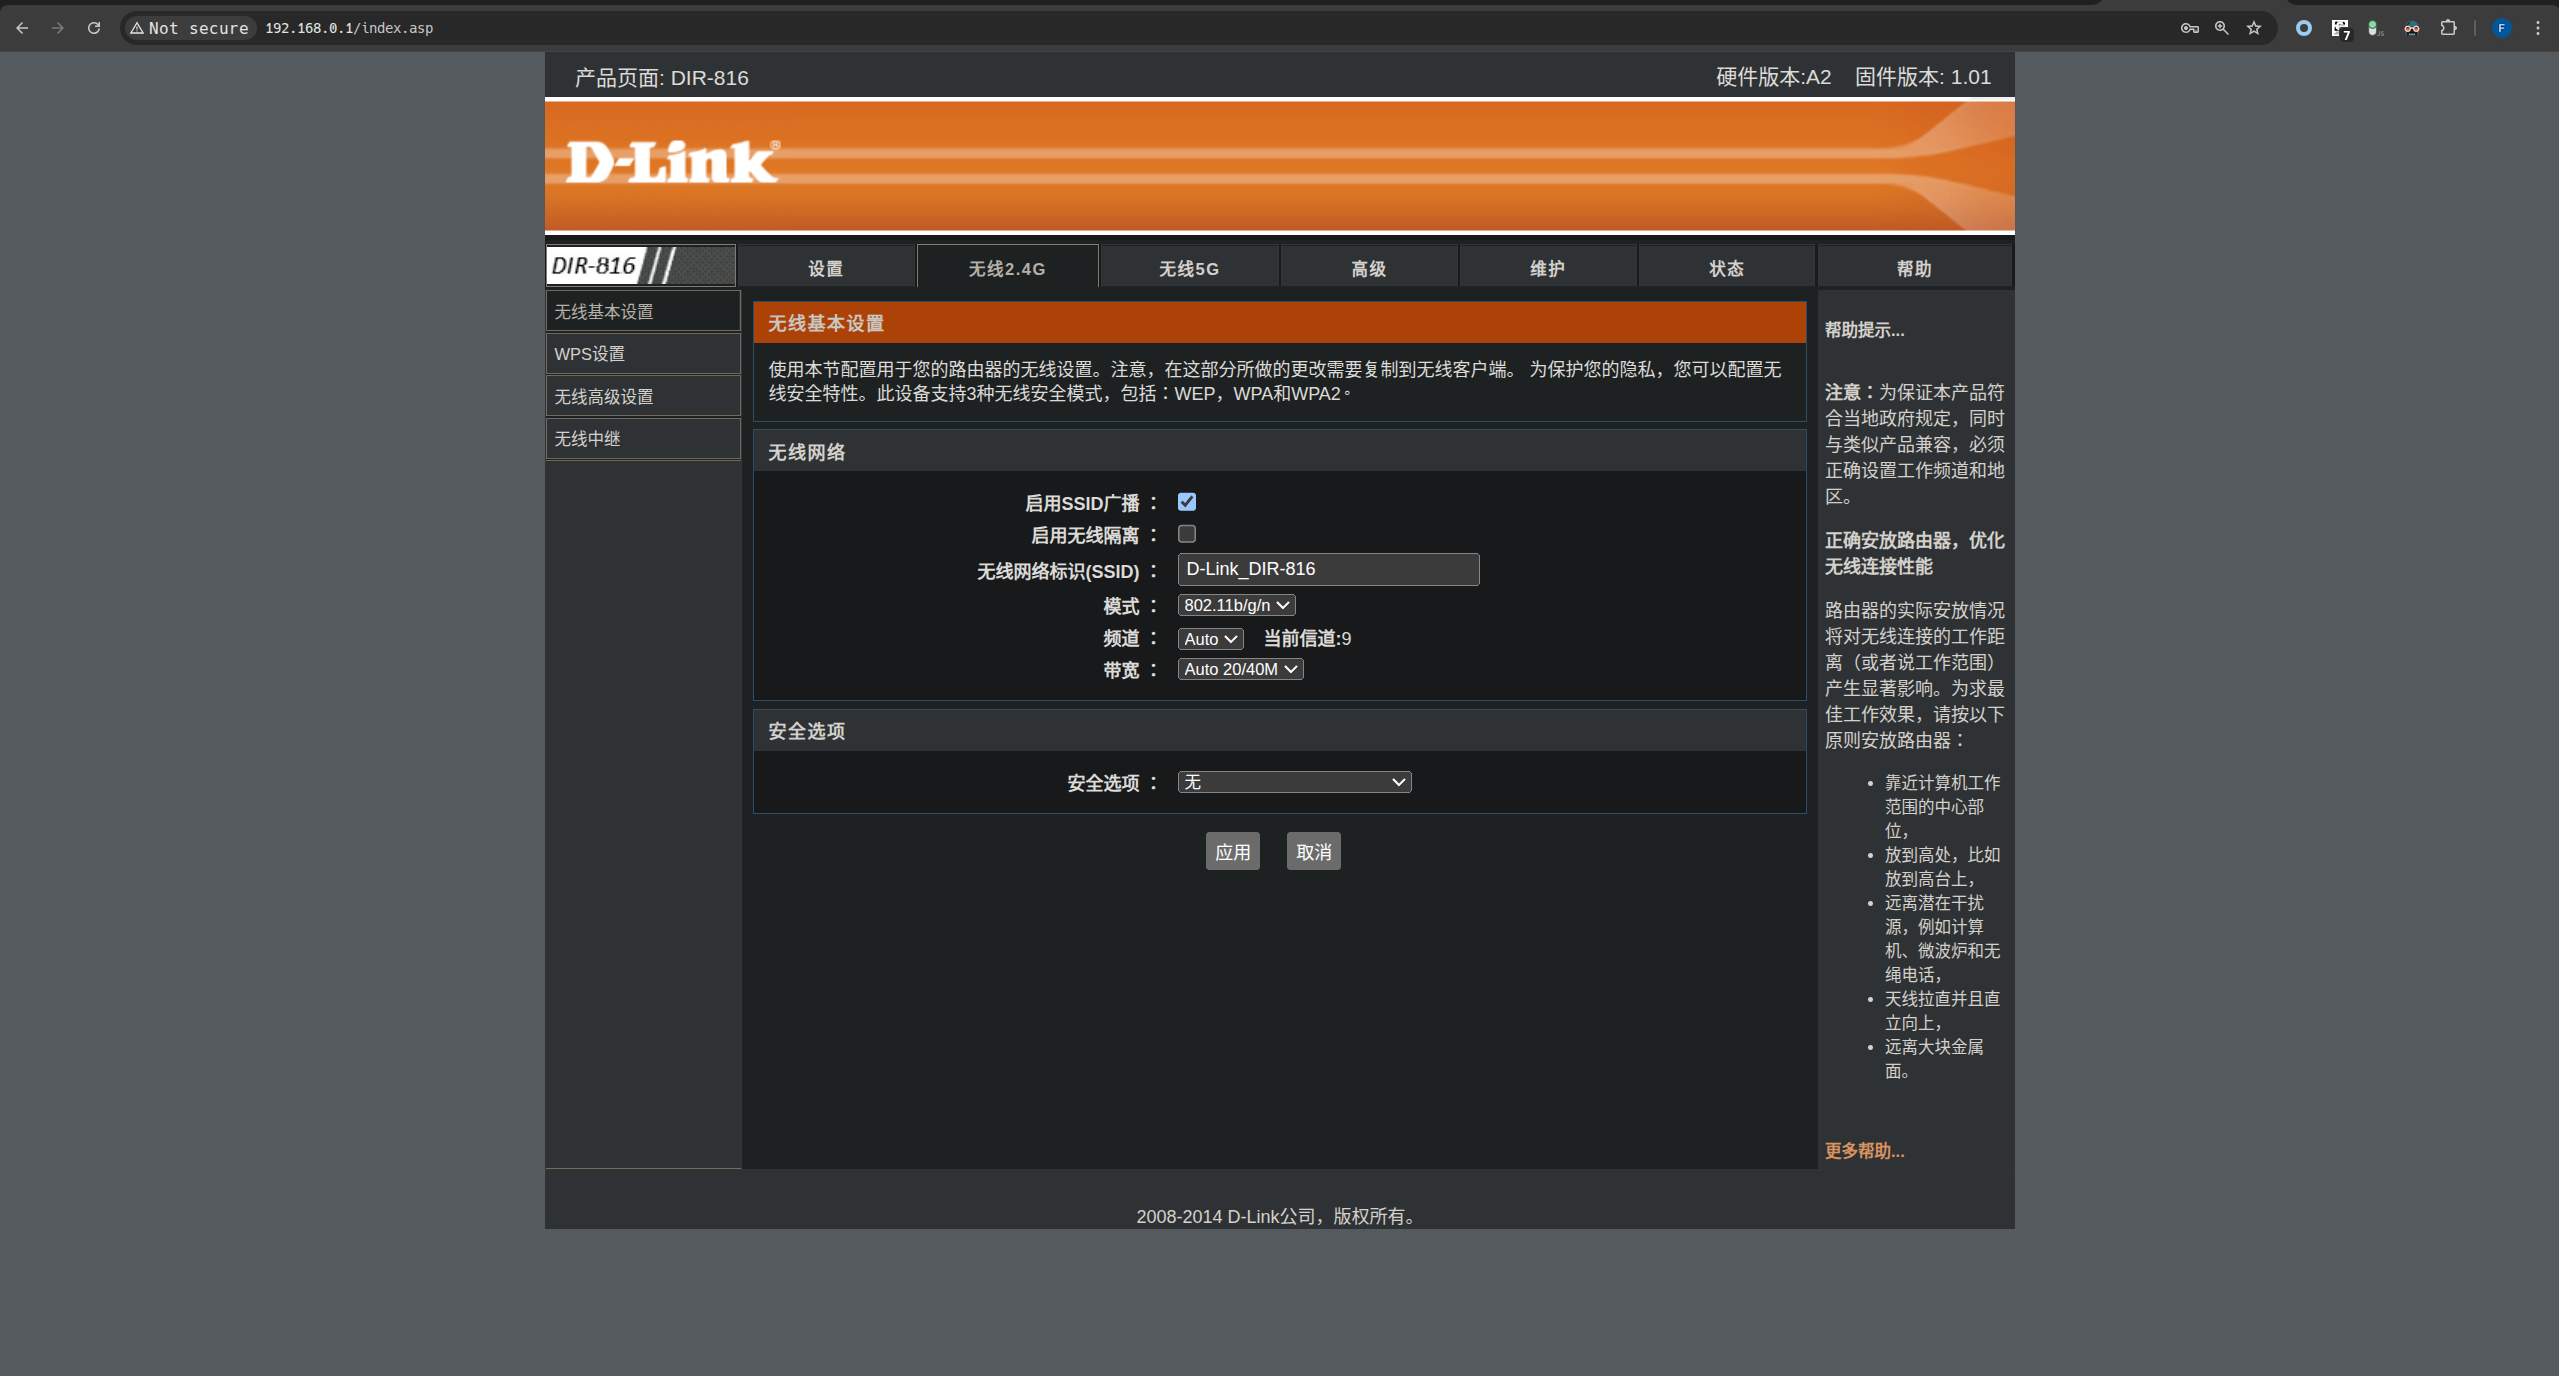 Not secure 192.168.0.1/index.asp
7
JS
F
产品页面: DIR-816
硬件版本:A2 固件版本: 1.01
D-Link®
DIR-816
设置
无线2.4G
无线5G
高级
维护
状态
帮助
无线基本设置
WPS设置
无线高级设置
无线中继
无线基本设置
使用本节配置用于您的路由器的无线设置。注意，在这部分所做的更改需要复制到无线客户端。 为保护您的隐私，您可以配置无
线安全特性。此设备支持3种无线安全模式，包括：WEP，WPA和WPA2。
无线网络
启用SSID广播 ：
启用无线隔离 ：
无线网络标识(SSID) ： D-Link_DIR-816
模式 ： 802.11b/g/n
频道 ： Auto 当前信道:9
带宽 ： Auto 20/40M
安全选项
安全选项 ： 无
应用 取消
帮助提示...
注意：为保证本产品符
合当地政府规定，同时
与类似产品兼容，必须
正确设置工作频道和地
区。
正确安放路由器，优化
无线连接性能
路由器的实际安放情况
将对无线连接的工作距
离（或者说工作范围）
产生显著影响。为求最
佳工作效果，请按以下
原则安放路由器：
• 靠近计算机工作
范围的中心部
位，
• 放到高处，比如
放到高台上，
• 远离潜在干扰
源，例如计算
机、微波炉和无
绳电话，
• 天线拉直并且直
立向上，
• 远离大块金属
面。
更多帮助...
2008-2014 D-Link公司，版权所有。